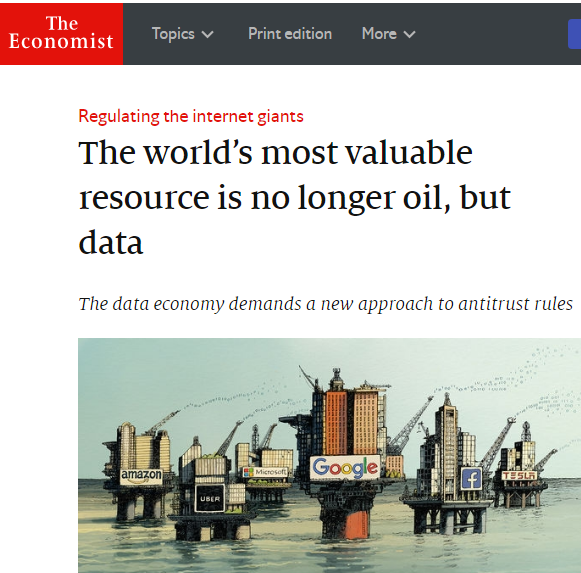 The
Economist
Topics
Print edition
More
Regulating the internet giants
The world’s most valuable
resource is no longer oil, but
data
The data economy demands a new approach to antitrust rules
amazon
UBER
Microsoft
Google
f
TESLA